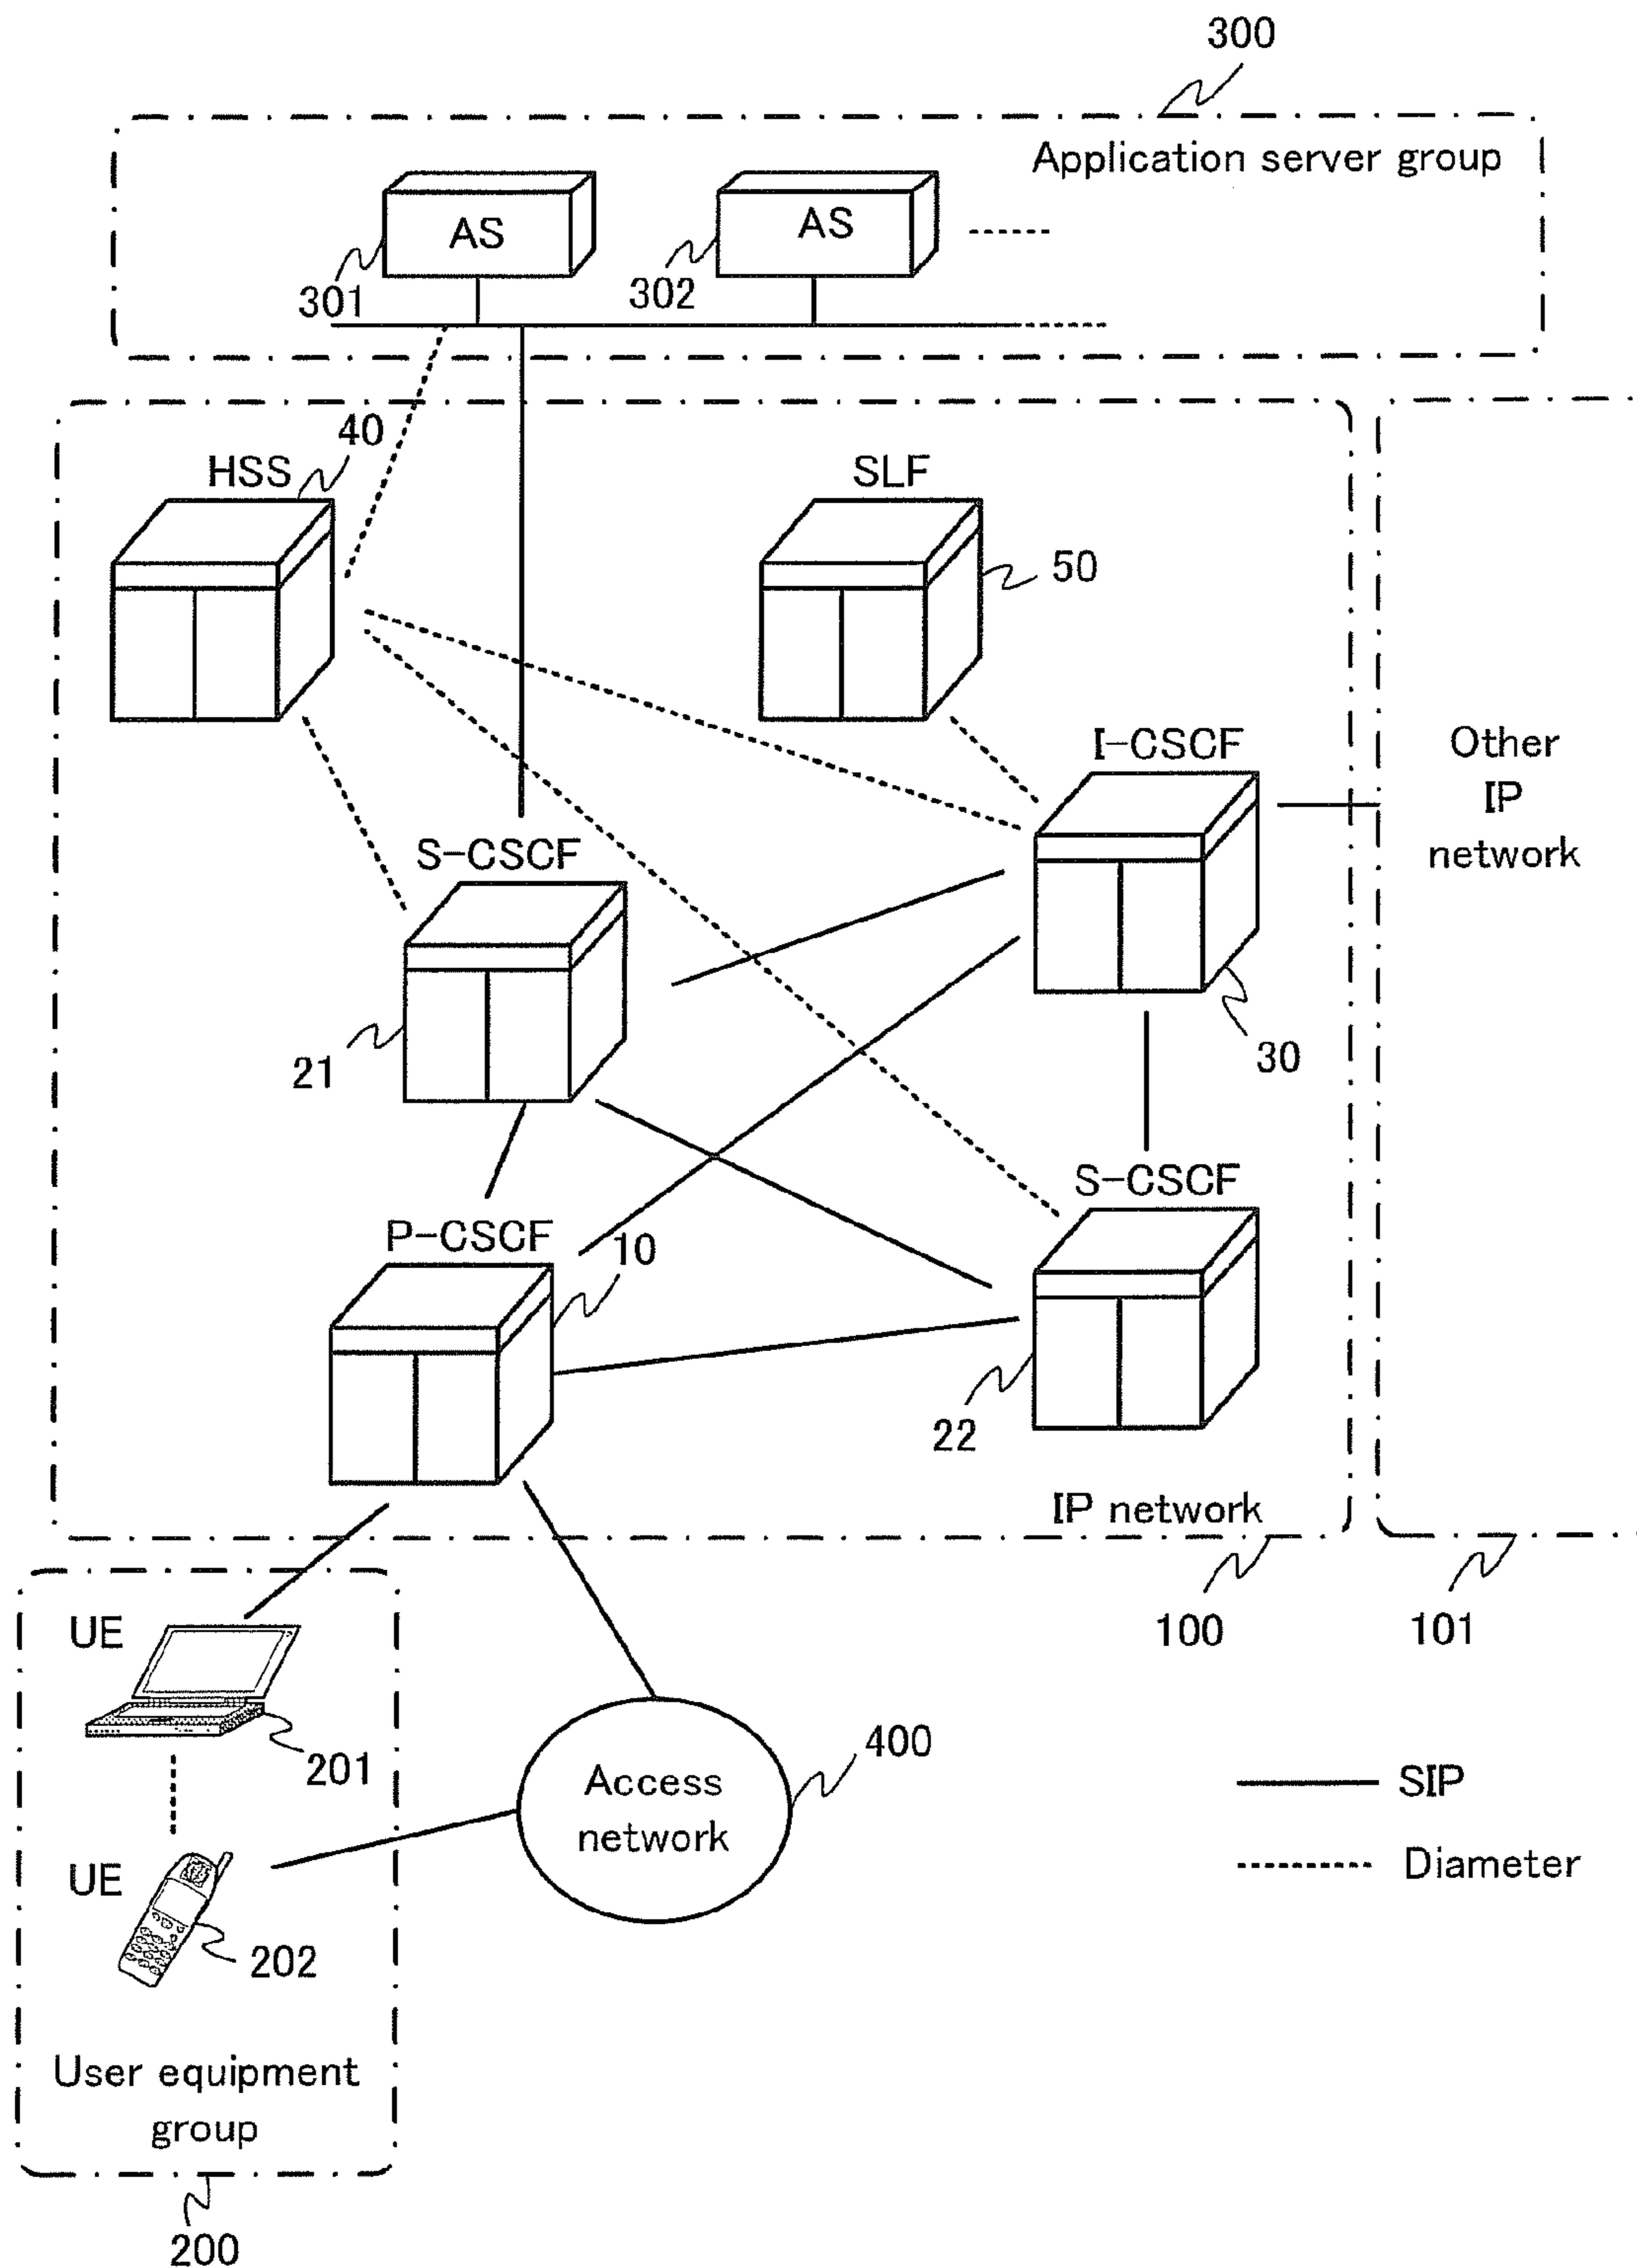 300
Application server group
AS
AS
301
302
40
HSS
SLF
50
I-CSCF
Other
IP
network
S-CSCF
21
30
S-CSCF
P-CSCF
10
22
IP network
100
101
UE
201
400
Access
network
SIP
UE
Diameter
202
User equipment
group
200